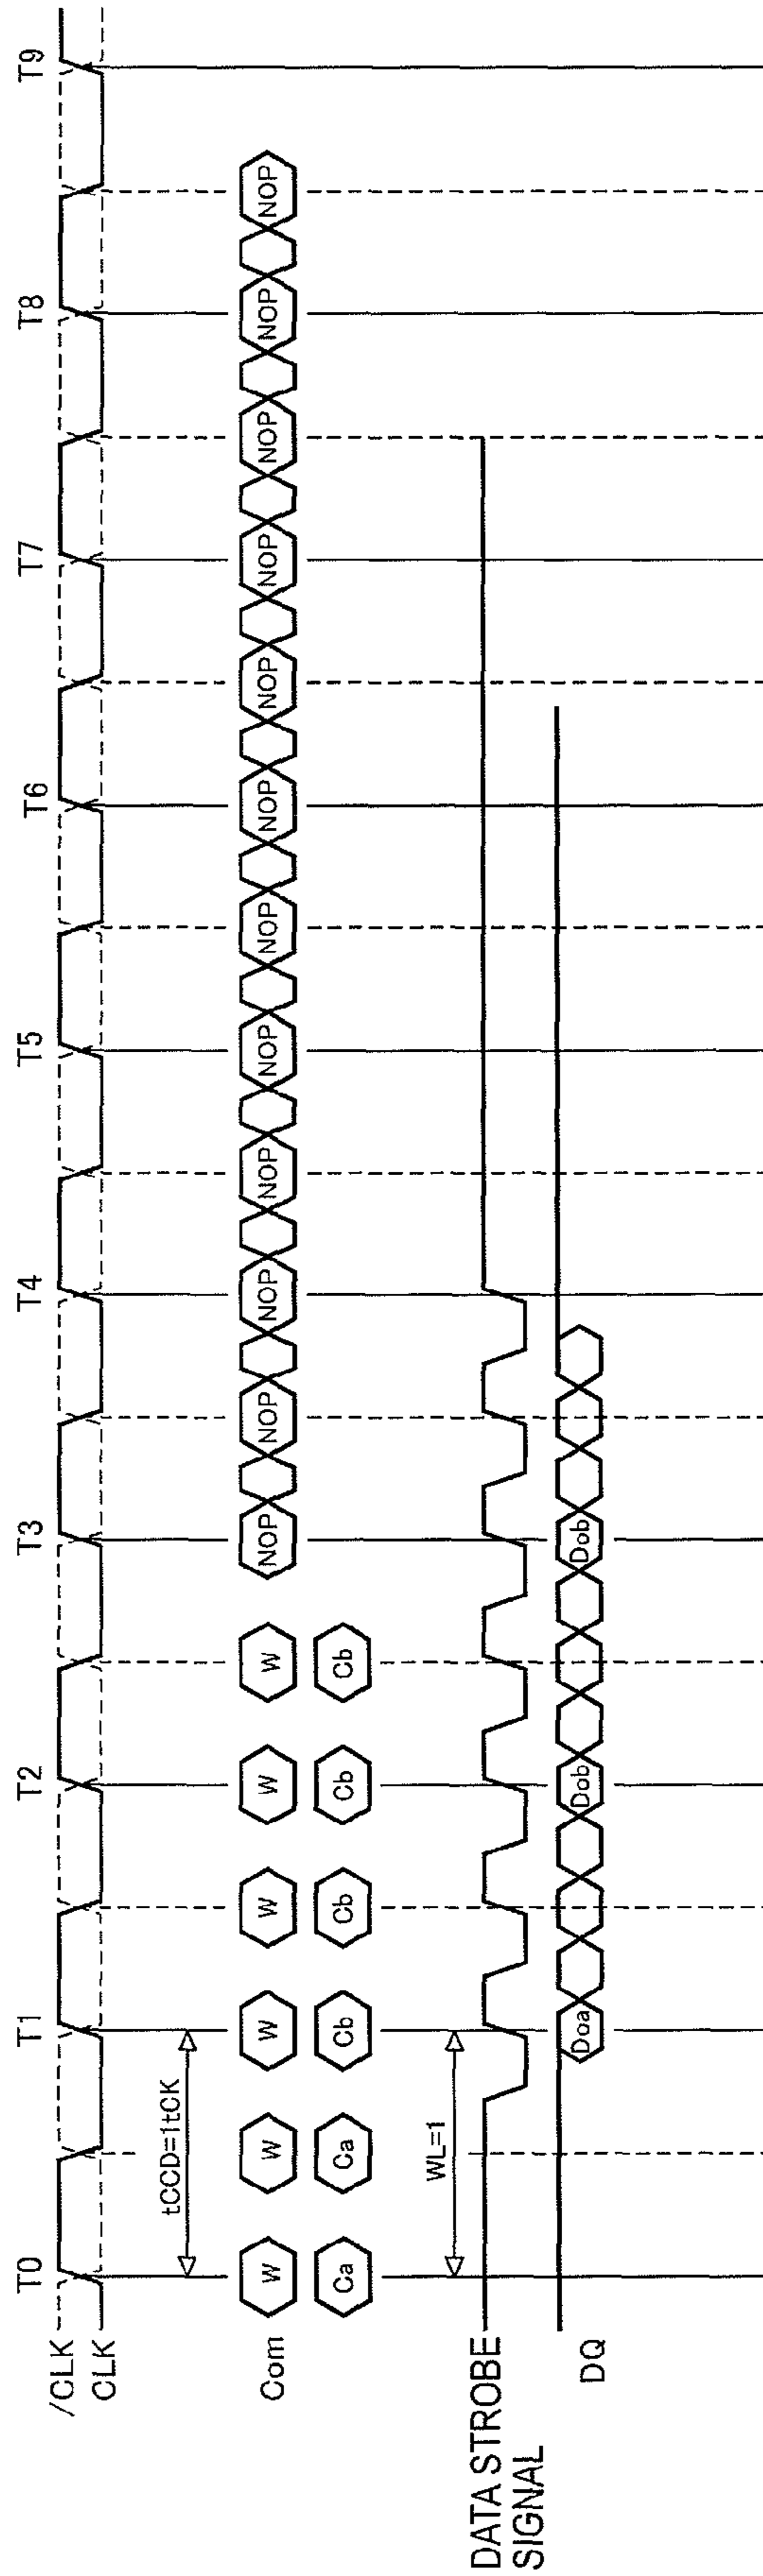 T0 T1 T2 T3 T4 T5 T6 T7 T8 T9
/CLK
CLK
tCCD=1tCK
Com W W W W W W NOP NOP NOP NOP NOP NOP NOP NOP NOP NOP NOP NOP
Ca Ca Cb Cb Cb Cb
WL=1
DATA STROBE
SIGNAL
DQ Doa Dob Dob